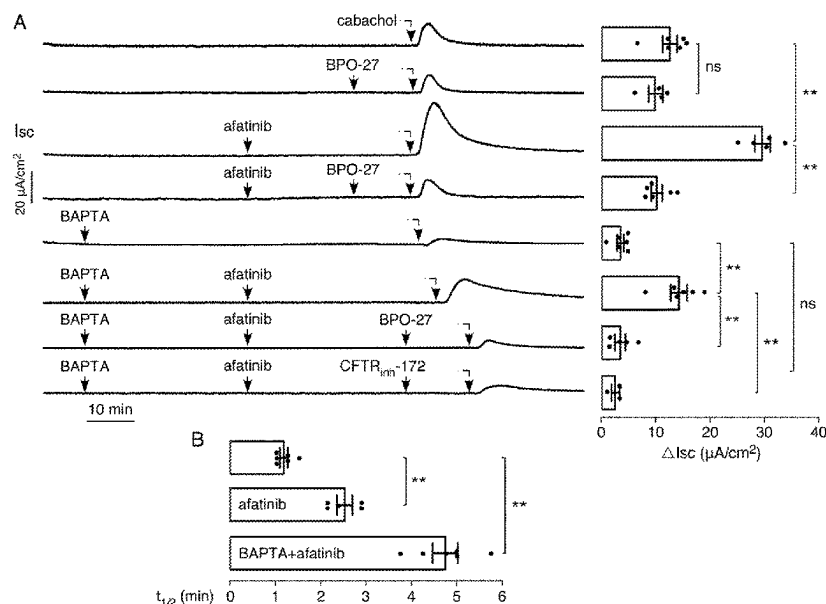 A
cabachol
BPO-27
ns
**
Isc
afatinib
20 µA/cm²
afatinib
BPO-27
**
BAPTA
**
BAPTA
afatinib
ns
**
BAPTA
afatinib
BPO-27
**
BAPTA
afatinib
CFTRinh-172
10 min
0 10 20 30 40
△Isc (µA/cm²)
B
**
**
afatinib
BAPTA+afatinib
t1/2 (min) 0 1 2 3 4 5 6